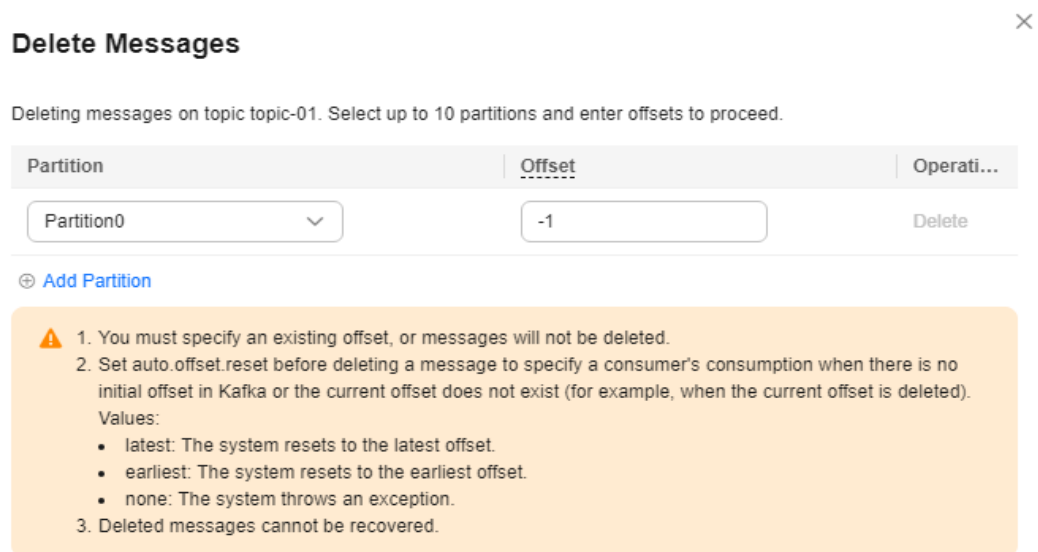 Delete Messages
Deleting messages on topic topic-01. Select up to 10 partitions and enter offsets to proceed.
Partition Offset Operati...
Partition0 -1 Delete
Add Partition
1. You must specify an existing offset, or messages will not be deleted.
2. Set auto.offset.reset before deleting a message to specify a consumer's consumption when there is no
initial offset in Kafka or the current offset does not exist (for example, when the current offset is deleted).
Values:
• latest: The system resets to the latest offset.
• earliest: The system resets to the earliest offset.
• none: The system throws an exception.
3. Deleted messages cannot be recovered.